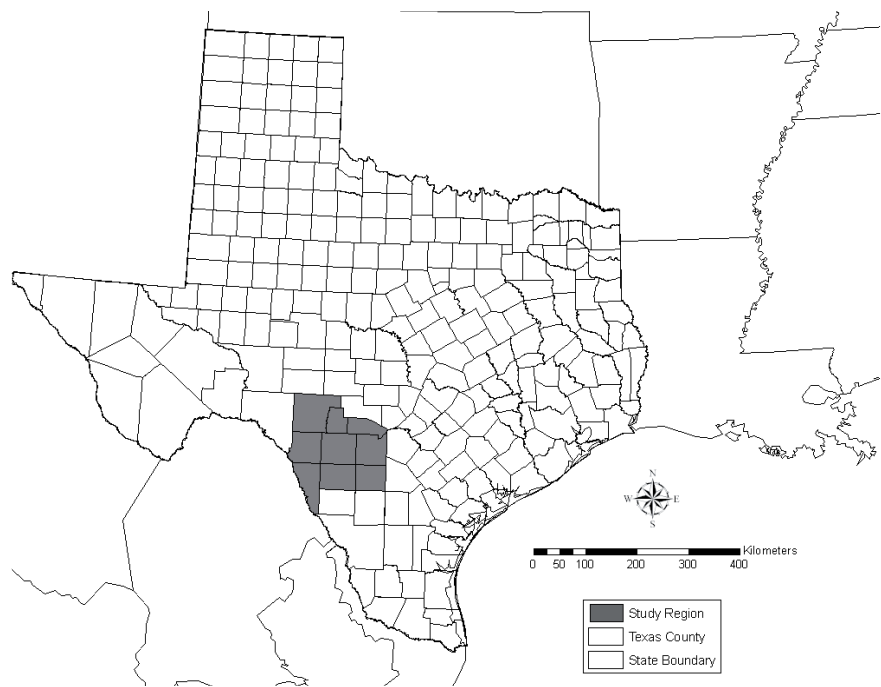 N
W E
S
Kilometers
0 50 100 200 300 400
Study Region
Texas County
State Boundary